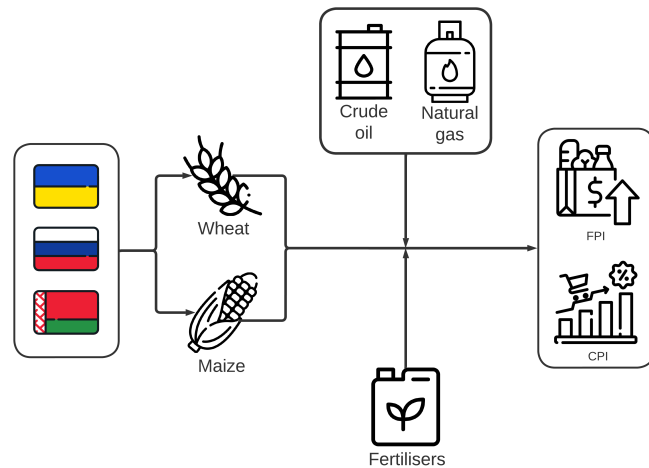 Crude
oil
Natural
gas
Wheat
Maize
$
FPI
%
CPI
Fertilisers